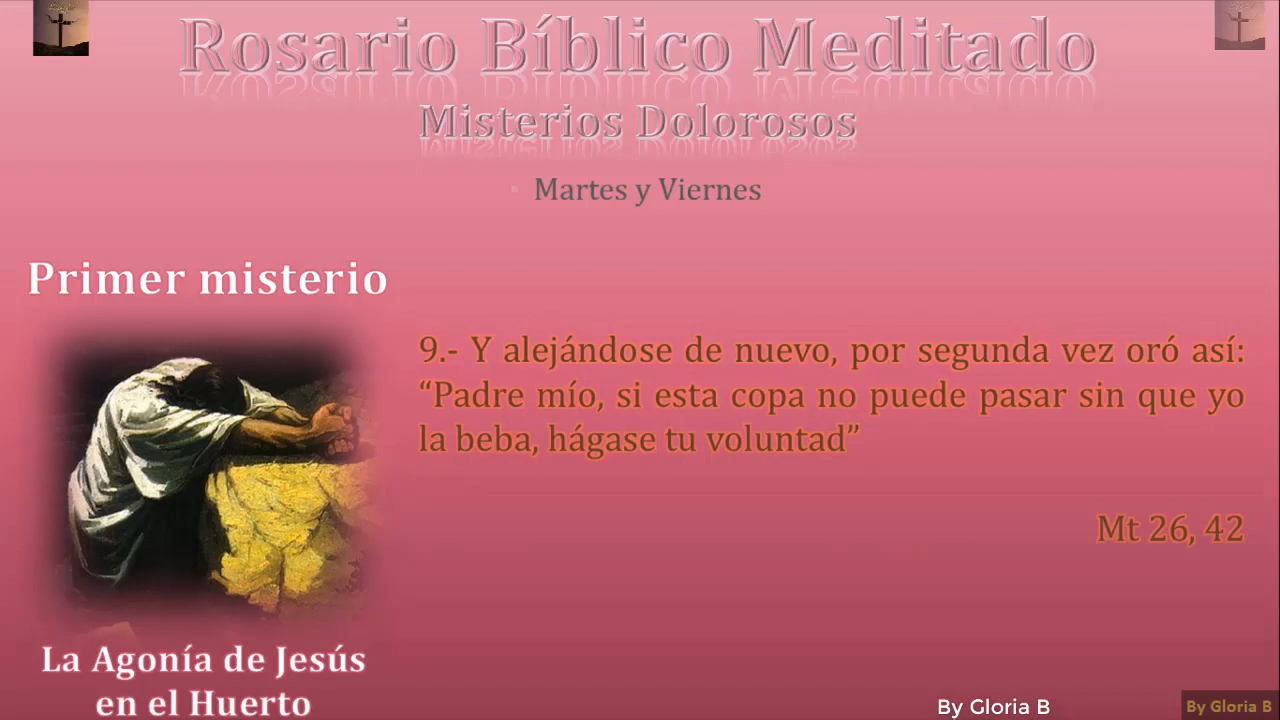 Rosario Bíblico Meditado
Misterios Dolorosos
Martes y Viernes
Primer misterio
9.- Y alejándose de nuevo, por segunda vez oró así:
“Padre mío, si esta copa no puede pasar sin que yo
la beba, hágase tu voluntad”
Mt 26, 42
La Agonía de Jesús
en el Huerto
By Gloria B
By Gloria B